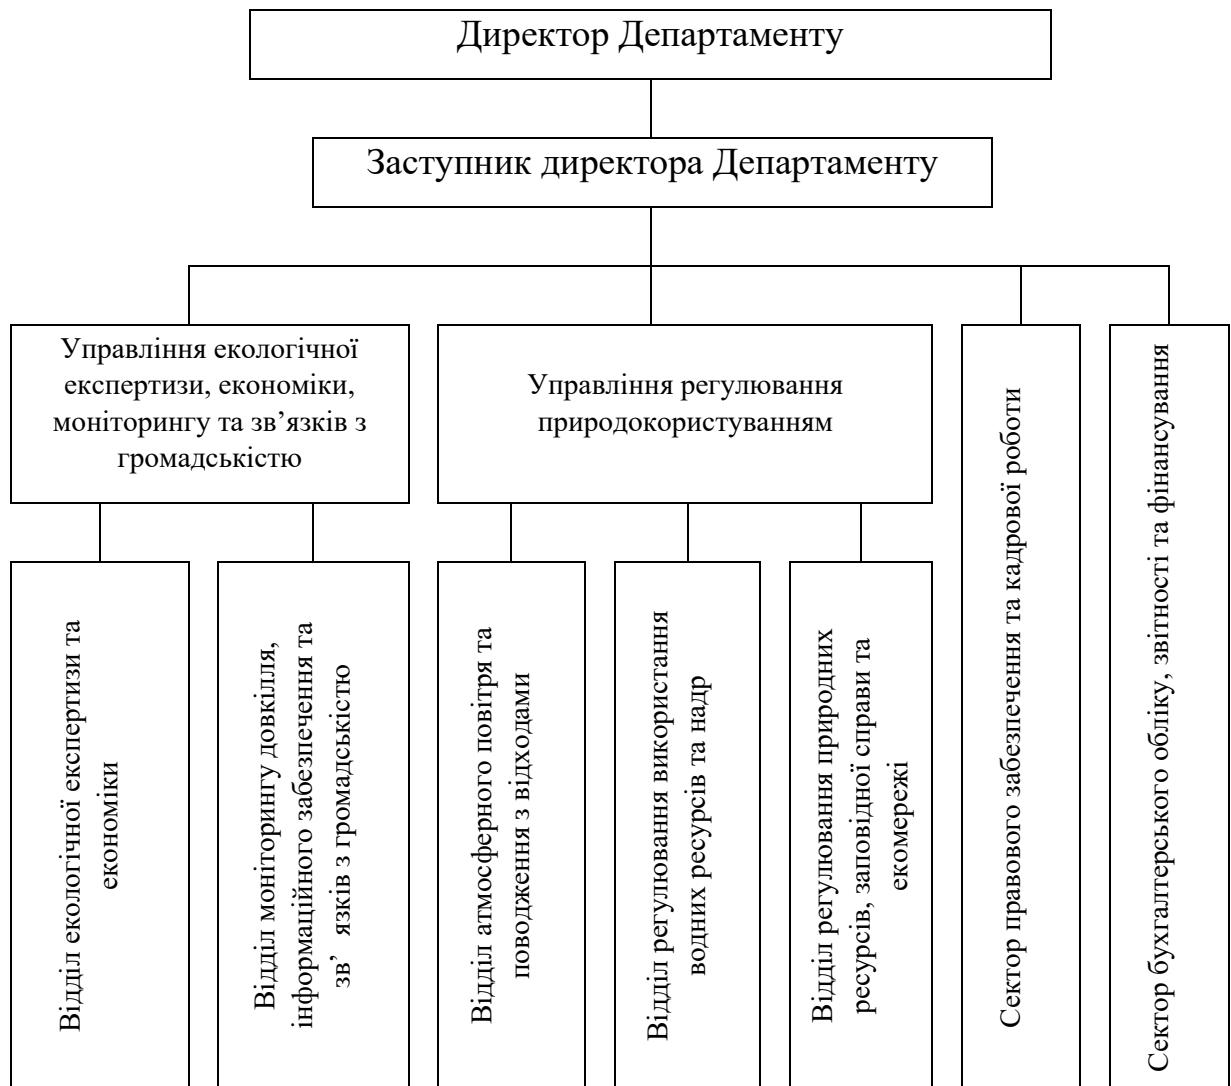 Директор Департаменту
Заступник директора Департаменту
Управління екологічної
експертизи, економіки,
моніторингу та зв’язків з
громадськістю
Управління регулювання
природокористуванням
Відділ екологічної експертизи та
економіки
Відділ моніторингу довкілля,
інформаційного забезпечення та
зв’ язків з громадськістю
Відділ атмосферного повітря та
поводження з відходами
Відділ регулювання використання
водних ресурсів та надр
Відділ регулювання природних
ресурсів, заповідної справи та
екомережі
Сектор правового забезпечення та кадрової роботи
Сектор бухгалтерського обліку, звітності та фінансування